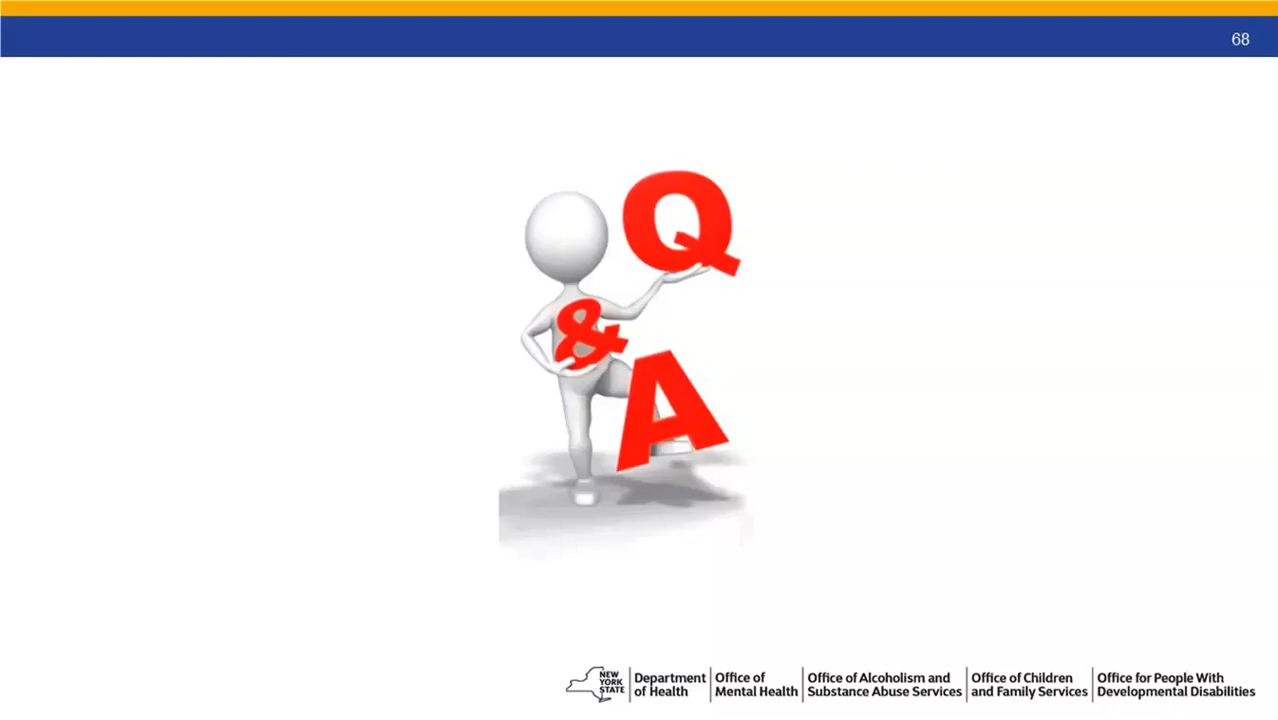 68
Q
&
A
NEW
YORK
STATE
Department
of Health
Office of
Mental Health
Office of Alcoholism and
Substance Abuse Services
Office of Children
and Family Services
Office for People With
Developmental Disabilities